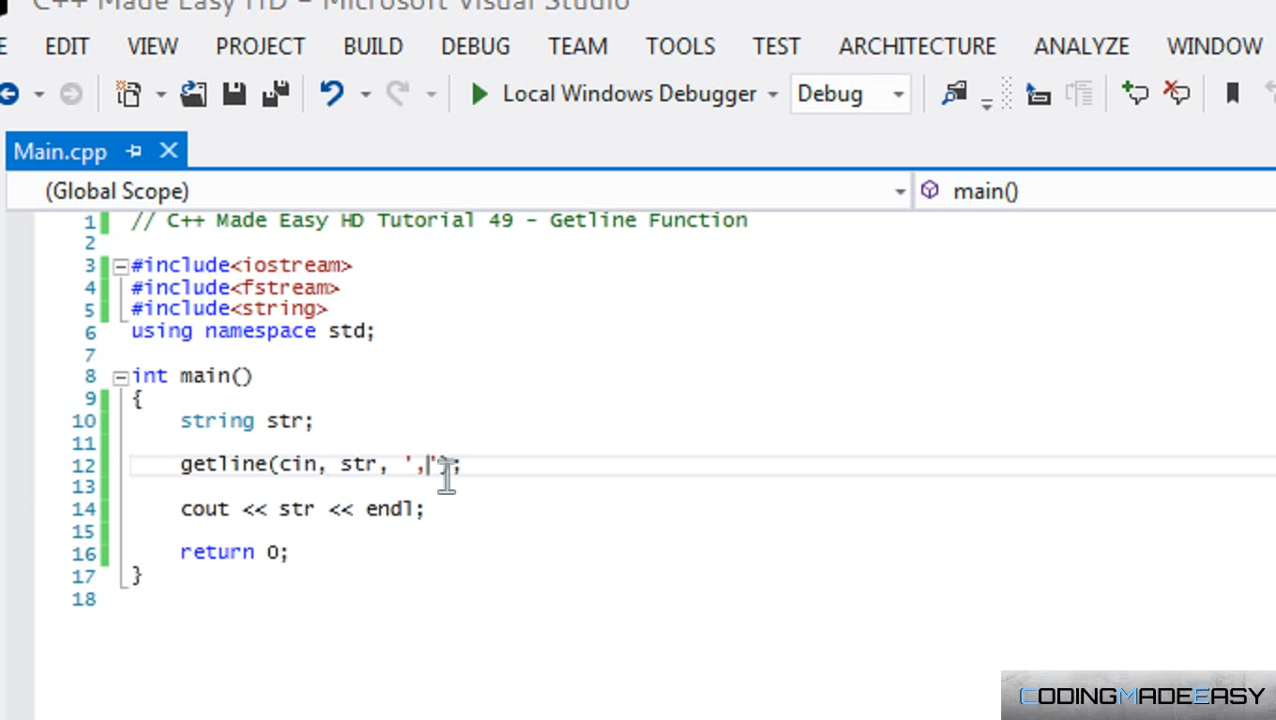 C++ Made Easy HD - Microsoft Visual Studio
E EDIT VIEW PROJECT BUILD DEBUG TEAM TOOLS TEST ARCHITECTURE ANALYZE WINDOW
Local Windows Debugger Debug
Main.cpp
(Global Scope) main()
1 // C++ Made Easy HD Tutorial 49 - Getline Function
2
3 #include<iostream>
4 #include<fstream>
5 #include<string>
6 using namespace std;
7
8 int main()
9 {
10 string str;
11
12 getline(cin, str, ',');
13
14 cout << str << endl;
15
16 return 0;
17 }
18
CODINGMADEEASY